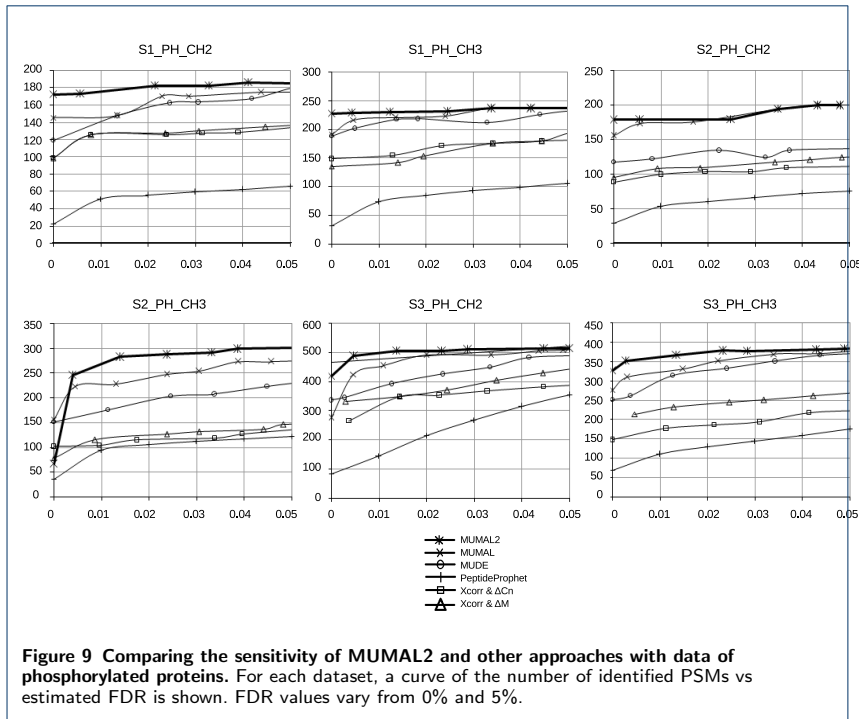 S1_PH_CH2
S1_PH_CH3
S2_PH_CH2
200
180
160
140
120
100
80
60
40
20
0
0 0.01 0.02 0.03 0.04 0.05
300
250
200
150
100
50
0
0 0.01 0.02 0.03 0.04 0.05
250
200
150
100
50
0
0 0.01 0.02 0.03 0.04 0.05
S2_PH_CH3
S3_PH_CH2
S3_PH_CH3
350
300
250
200
150
100
50
0
0 0.01 0.02 0.03 0.04 0.05
600
500
400
300
200
100
0
0 0.01 0.02 0.03 0.04 0.05
450
400
350
300
250
200
150
100
50
0
0 0.01 0.02 0.03 0.04 0.05
MUMAL2
MUMAL
MUDE
PeptideProphet
Xcorr & ΔCn
Xcorr & ΔM
Figure 9 Comparing the sensitivity of MUMAL2 and other approaches with data of
phosphorylated proteins. For each dataset, a curve of the number of identified PSMs vs
estimated FDR is shown. FDR values vary from 0% and 5%.